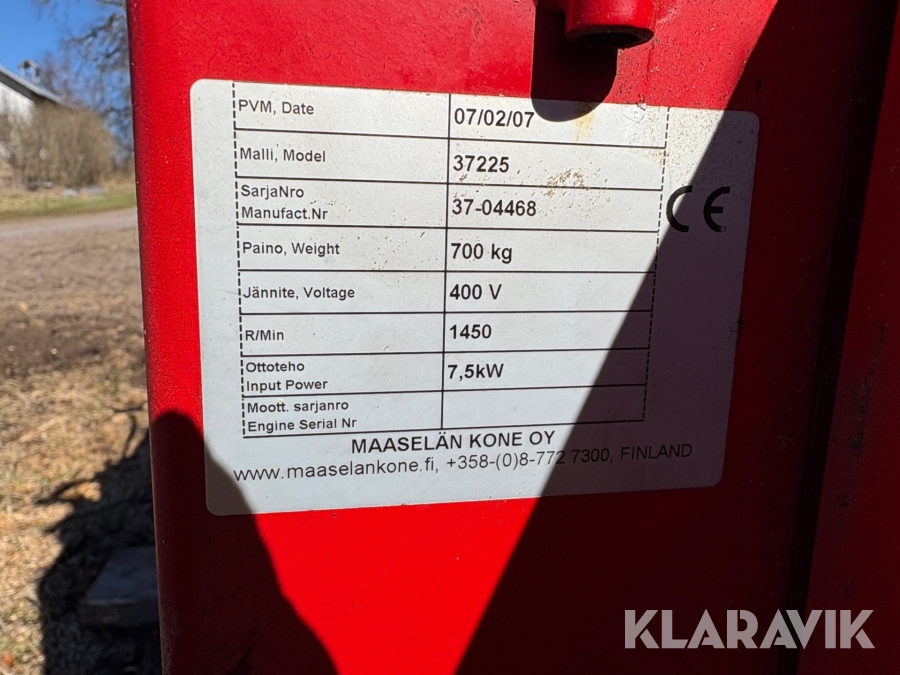 PVM, Date 07/02/07
Malli, Model 37225
SarjaNro
Manufact.Nr 37-04468
Paino, Weight 700 kg
Jännite, Voltage 400 V
R/Min 1450
Ottoteho
Input Power 7,5kW
Moott. sarjanro
Engine Serial Nr
CE
MAASELÄN KONE OY
www.maaselankone.fi, +358-(0)8-772 7300, FINLAND
KLARAVIK